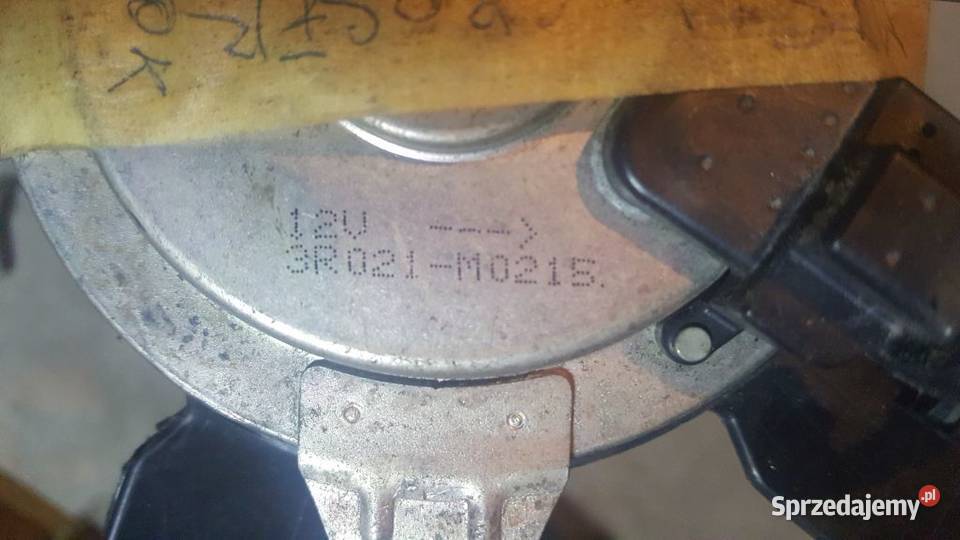 12V --->
3R021-M0215.
Sprzedajemy.pl